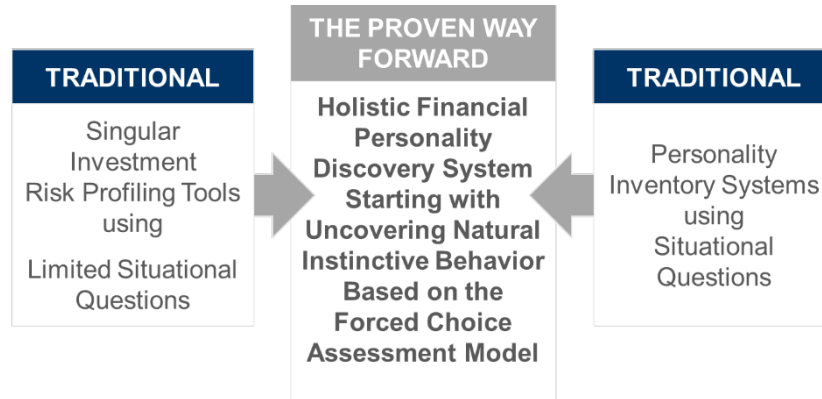 TRADITIONAL
Singular
Investment
Risk Profiling Tools
using
Limited Situational
Questions
THE PROVEN WAY
FORWARD
Holistic Financial
Personality
Discovery System
Starting with
Uncovering Natural
Instinctive Behavior
Based on the
Forced Choice
Assessment Model
TRADITIONAL
Personality
Inventory Systems
using
Situational
Questions